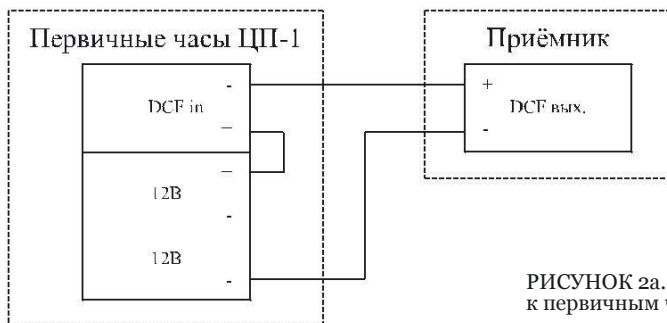 Первичные часы ЦП-1
Приёмник
-
DCF in
–
–
12В
-
12В
-
+
DCF вых.
-
РИСУНОК 2а.
к первичным